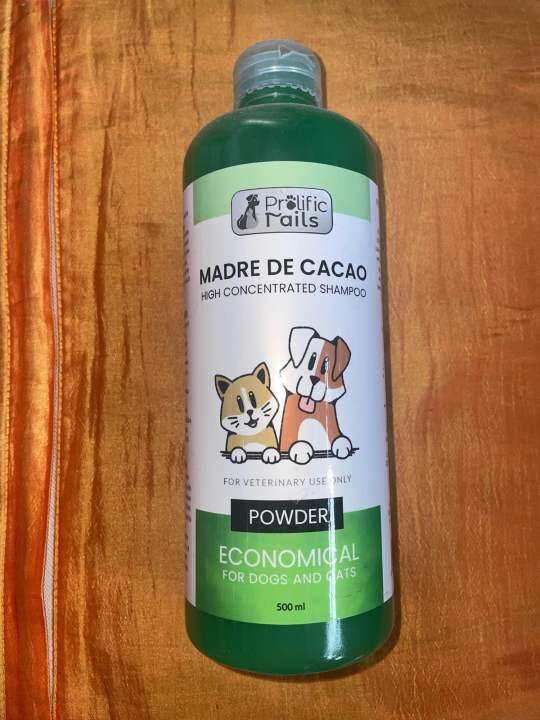 Prolific
Tails
MADRE DE CACAO
HIGH CONCENTRATED SHAMPOO
FOR VETERINARY USE ONLY
POWDER
ECONOMICAL
FOR DOGS AND CATS
500 ml